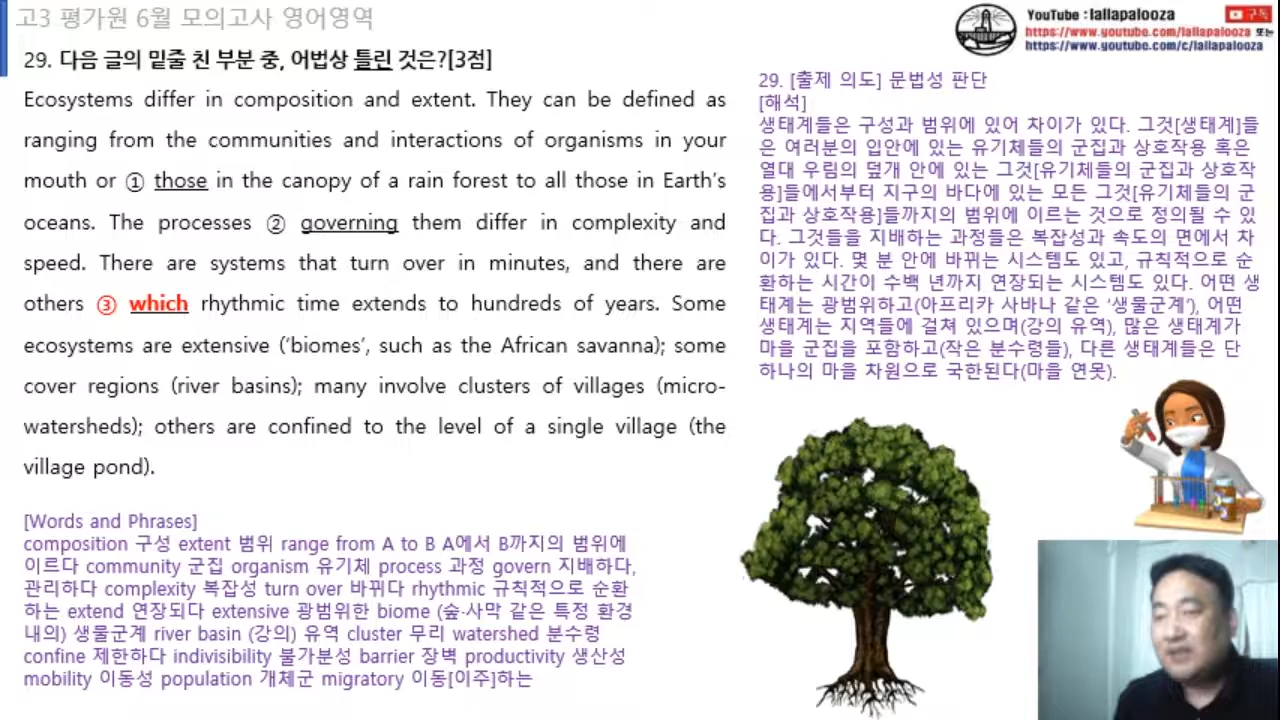 고3 평가원 6월 모의고사 영어영역
YouTube : lallapalooza
구독
https://www.youtube.com/lallapalooza 또는
https://www.youtube.com/c/lallapalooza
29. 다음 글의 밑줄 친 부분 중, 어법상 틀린 것은?[3점]
Ecosystems differ in composition and extent. They can be defined as
ranging from the communities and interactions of organisms in your
mouth or ① those in the canopy of a rain forest to all those in Earth's
oceans. The processes ② governing them differ in complexity and
speed. There are systems that turn over in minutes, and there are
others ③ which rhythmic time extends to hundreds of years. Some
ecosystems are extensive ('biomes', such as the African savanna); some
cover regions (river basins); many involve clusters of villages (micro-
watersheds); others are confined to the level of a single village (the
village pond).
[Words and Phrases]
composition 구성 extent 범위 range from A to B A에서 B까지의 범위에
이르다 community 군집 organism 유기체 process 과정 govern 지배하다,
관리하다 complexity 복잡성 turn over 바뀌다 rhythmic 규칙적으로 순환
하는 extend 연장되다 extensive 광범위한 biome (숲·사막 같은 특정 환경
내의) 생물군계 river basin (강의) 유역 cluster 무리 watershed 분수령
confine 제한하다 indivisibility 불가분성 barrier 장벽 productivity 생산성
mobility 이동성 population 개체군 migratory 이동[이주]하는
29. [출제 의도] 문법성 판단
[해석]
생태계들은 구성과 범위에 있어 차이가 있다. 그것[생태계]들
은 여러분의 입안에 있는 유기체들의 군집과 상호작용 혹은
열대 우림의 덮개 안에 있는 그것[유기체들의 군집과 상호작
용]들에서부터 지구의 바다에 있는 모든 그것[유기체들의 군
집과 상호작용]들까지의 범위에 이르는 것으로 정의될 수 있
다. 그것들을 지배하는 과정들은 복잡성과 속도의 면에서 차
이가 있다. 몇 분 안에 바뀌는 시스템도 있고, 규칙적으로 순
환하는 시간이 수백 년까지 연장되는 시스템도 있다. 어떤 생
태계는 광범위하고(아프리카 사바나 같은 '생물군계'), 어떤
생태계는 지역들에 걸쳐 있으며(강의 유역), 많은 생태계가
마을 군집을 포함하고(작은 분수령들), 다른 생태계들은 단
하나의 마을 차원으로 국한된다(마을 연못).